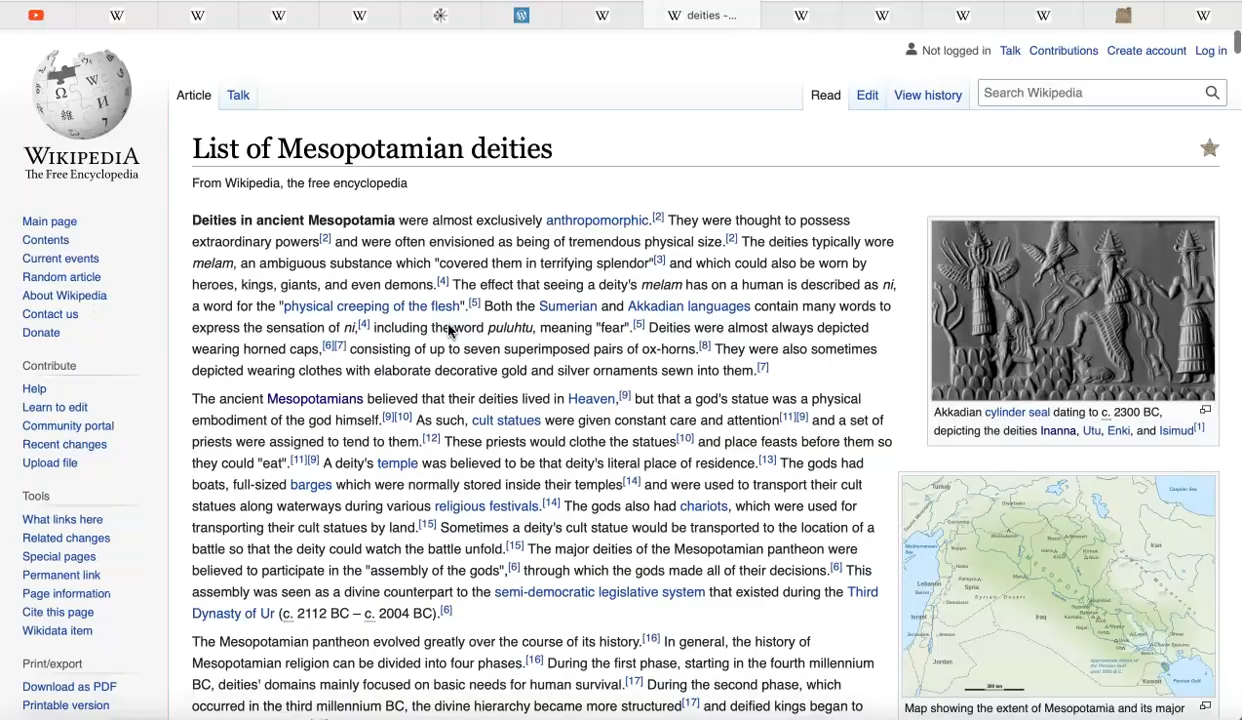 deities -...
Not logged in Talk Contributions Create account Log in
Article Talk Read Edit View history Search Wikipedia
WIKIPEDIA
The Free Encyclopedia
Main page
Contents
Current events
Random article
About Wikipedia
Contact us
Donate
Contribute
Help
Learn to edit
Community portal
Recent changes
Upload file
Tools
What links here
Related changes
Special pages
Permanent link
Page information
Cite this page
Wikidata item
Print/export
Download as PDF
Printable version
List of Mesopotamian deities
From Wikipedia, the free encyclopedia
Deities in ancient Mesopotamia were almost exclusively anthropomorphic.[2] They were thought to possess
extraordinary powers[2] and were often envisioned as being of tremendous physical size.[2] The deities typically wore
melam, an ambiguous substance which "covered them in terrifying splendor"[3] and which could also be worn by
heroes, kings, giants, and even demons.[4] The effect that seeing a deity's melam has on a human is described as ni,
a word for the "physical creeping of the flesh".[5] Both the Sumerian and Akkadian languages contain many words to
express the sensation of ni,[4] including the word puluhtu, meaning "fear".[5] Deities were almost always depicted
wearing horned caps,[6][7] consisting of up to seven superimposed pairs of ox-horns.[8] They were also sometimes
depicted wearing clothes with elaborate decorative gold and silver ornaments sewn into them.[7]
The ancient Mesopotamians believed that their deities lived in Heaven,[9] but that a god's statue was a physical
embodiment of the god himself.[9][10] As such, cult statues were given constant care and attention[11][9] and a set of
priests were assigned to tend to them.[12] These priests would clothe the statues[10] and place feasts before them so
they could "eat".[11][9] A deity's temple was believed to be that deity's literal place of residence.[13] The gods had
boats, full-sized barges which were normally stored inside their temples[14] and were used to transport their cult
statues along waterways during various religious festivals.[14] The gods also had chariots, which were used for
transporting their cult statues by land.[15] Sometimes a deity's cult statue would be transported to the location of a
battle so that the deity could watch the battle unfold.[15] The major deities of the Mesopotamian pantheon were
believed to participate in the "assembly of the gods",[6] through which the gods made all of their decisions.[6] This
assembly was seen as a divine counterpart to the semi-democratic legislative system that existed during the Third
Dynasty of Ur (c. 2112 BC – c. 2004 BC).[6]
The Mesopotamian pantheon evolved greatly over the course of its history.[16] In general, the history of
Mesopotamian religion can be divided into four phases.[16] During the first phase, starting in the fourth millennium
BC, deities' domains mainly focused on basic needs for human survival.[17] During the second phase, which
occurred in the third millennium BC, the divine hierarchy became more structured[17] and deified kings began to
Akkadian cylinder seal dating to c. 2300 BC,
depicting the deities Inanna, Utu, Enki, and Isimud[1]
Turkey
Caspian Sea
Mediterranean
Sea
Lebanon
Syria
Iran
Iraq
Jordan
Kuwait
Persian Gulf
Map showing the extent of Mesopotamia and its major